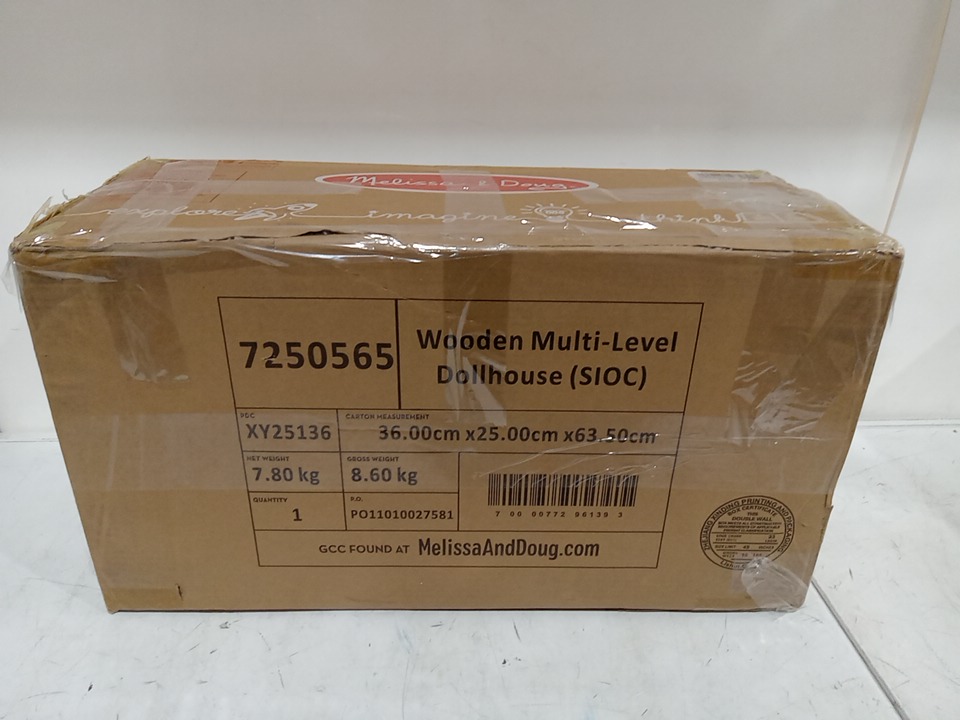 Melissa & Doug
explore imagine think
7250565
Wooden Multi-Level
Dollhouse (SIOC)
PDC
XY25136
CARTON MEASUREMENT
36.00cm x25.00cm x63.50cm
NET WEIGHT
7.80 kg
GROSS WEIGHT
8.60 kg
QUANTITY
1
P.O.
PO11010027581
7 00 00772 96139 3
GCC FOUND AT MelissaAndDoug.com
BOX CERTIFICATE
DOUBLE WALL